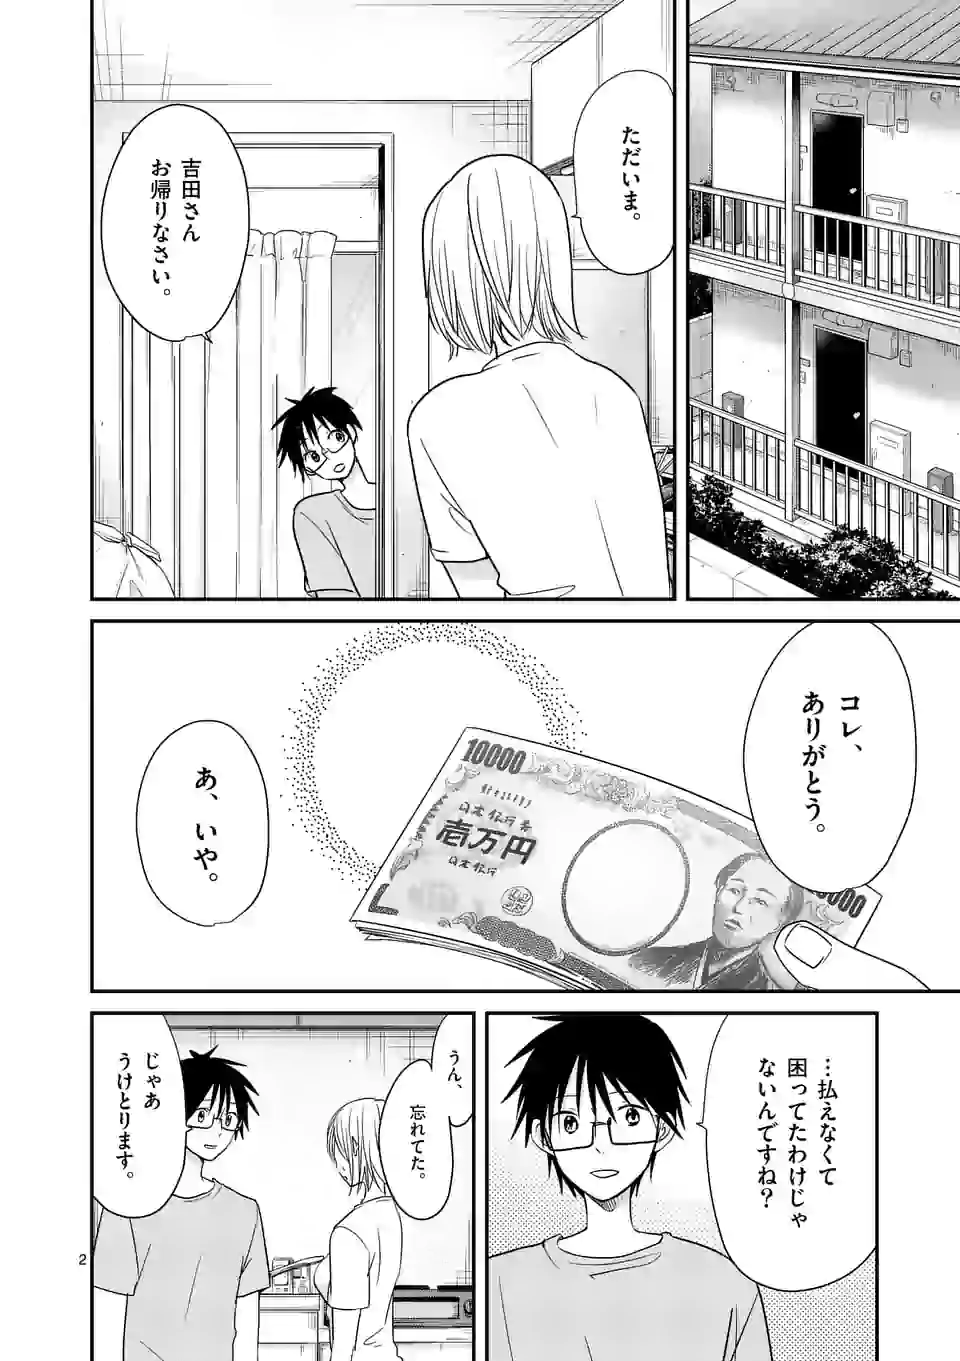 ただいま。
吉田さん
お帰りなさい。
コレ、
ありがとう。
あ、いや。
10000
日本銀行券
壱万円
日本銀行
0000
…払えなくて
困ってたわけじゃ
ないんですね?
うん、
忘れてた。
じゃあ
うけとります。
2